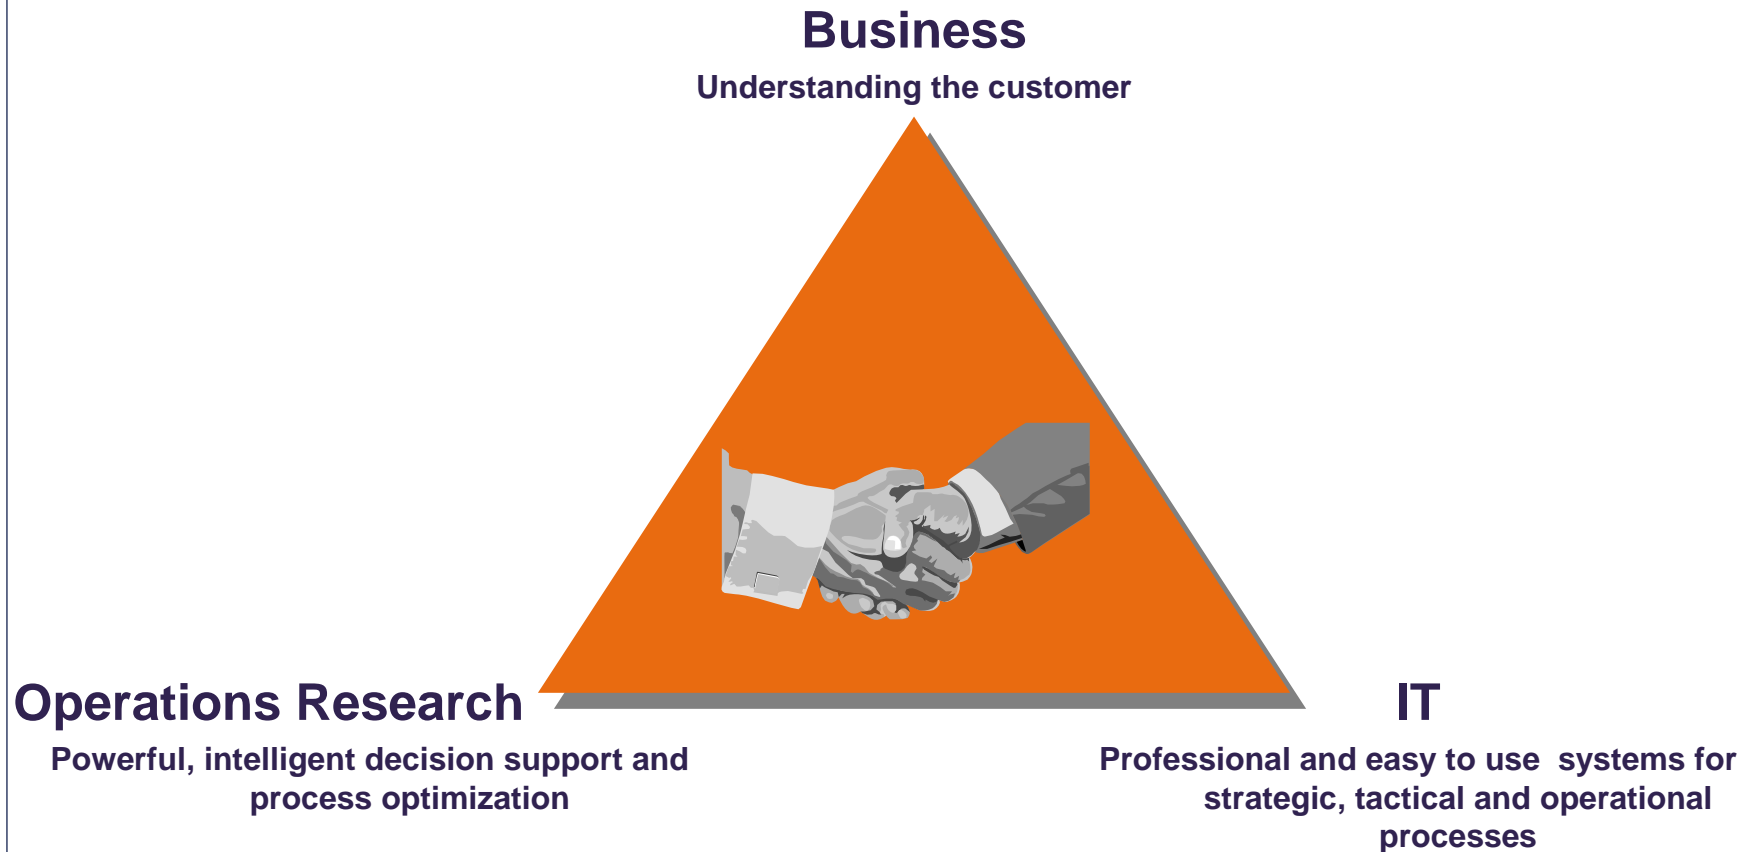 Business
Understanding the customer
Operations Research
Powerful, intelligent decision support and
process optimization
IT
Professional and easy to use  systems for
strategic, tactical and operational
processes